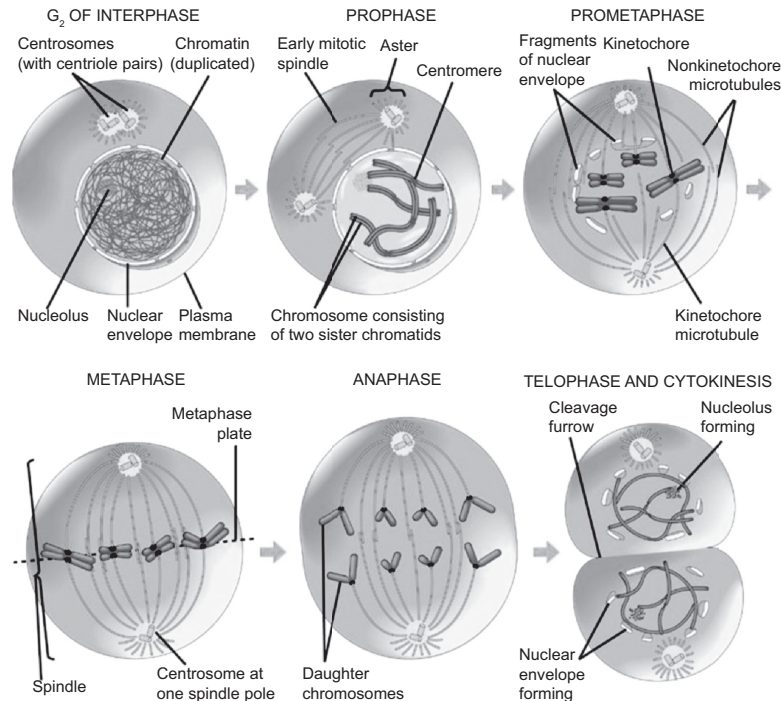 G2 OF INTERPHASE
Centrosomes
(with centriole pairs)
Chromatin
(duplicated)
Nucleolus
Nuclear
envelope
Plasma
membrane
PROPHASE
Early mitotic
spindle
Aster
Centromere
Chromosome consisting
of two sister chromatids
PROMETAPHASE
Fragments
of nuclear
envelope
Kinetochore
Nonkinetochore
microtubules
Kinetochore
microtubule
METAPHASE
Metaphase
plate
Spindle
Centrosome at
one spindle pole
ANAPHASE
Daughter
chromosomes
TELOPHASE AND CYTOKINESIS
Cleavage
furrow
Nucleolus
forming
Nuclear
envelope
forming